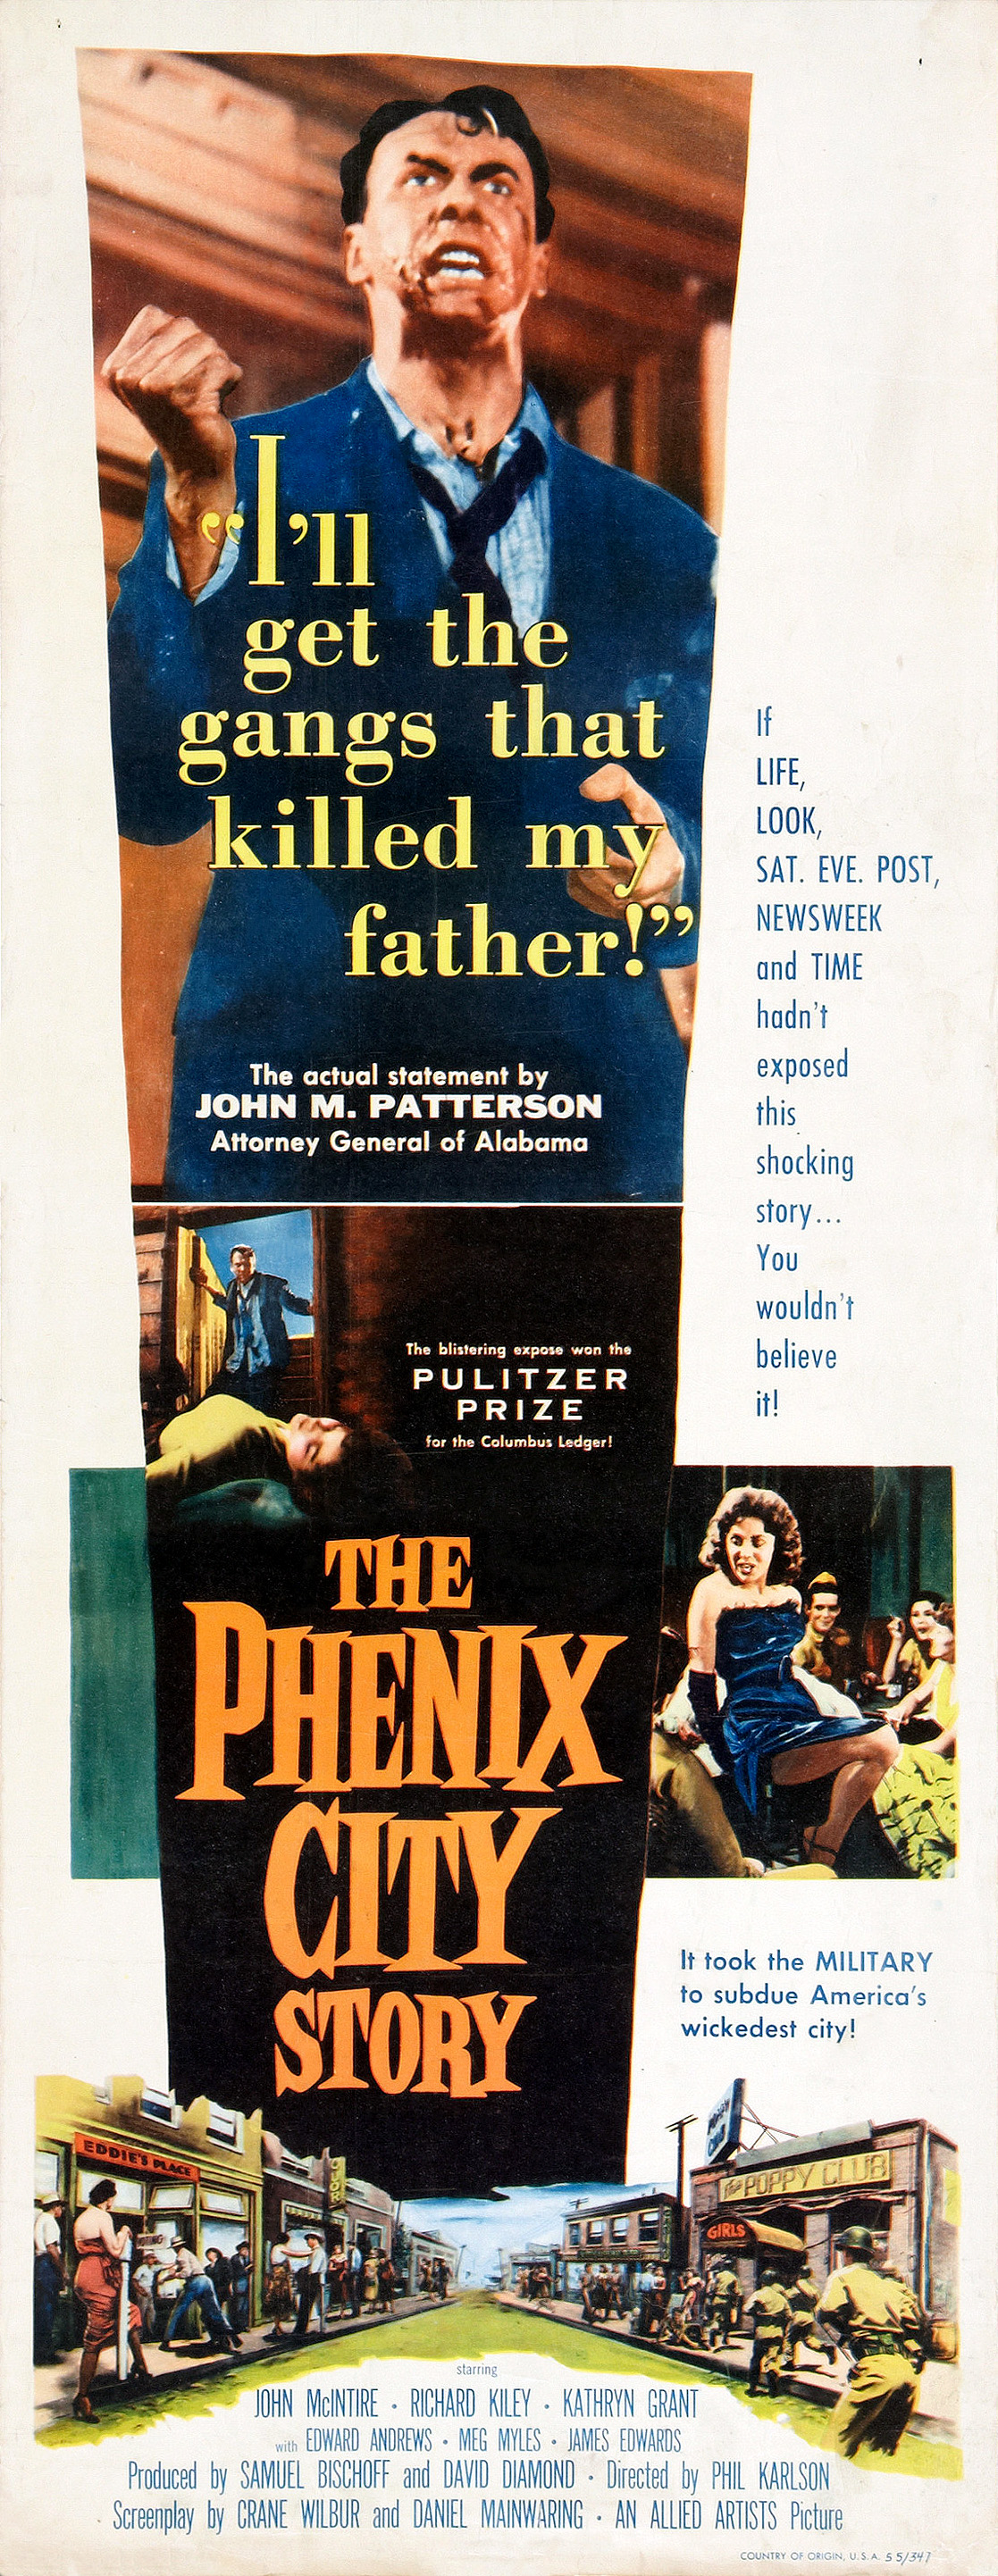 “I’ll
get the
gangs that
killed my
father!”
The actual statement by
JOHN M. PATTERSON
Attorney General of Alabama
If
LIFE,
LOOK,
SAT. EVE. POST,
NEWSWEEK
and TIME
hadn't
exposed
this
shocking
story...
You
wouldn't
believe
it!
The blistering expose won the
PULITZER
PRIZE
for the Columbus Ledger!
THE
PHENIX
CITY
STORY
It took the MILITARY
to subdue America's
wickedest city!
EDDIE'S PLACE
The POPPY CLUB
GIRLS
starring
JOHN McINTIRE • RICHARD KILEY • KATHRYN GRANT
with EDWARD ANDREWS • MEG MYLES • JAMES EDWARDS
Produced by SAMUEL BISCHOFF and DAVID DIAMOND • Directed by PHIL KARLSON
Screenplay by CRANE WILBUR and DANIEL MAINWARING • AN ALLIED ARTISTS Picture
COUNTRY OF ORIGIN, U.S.A. 55/347